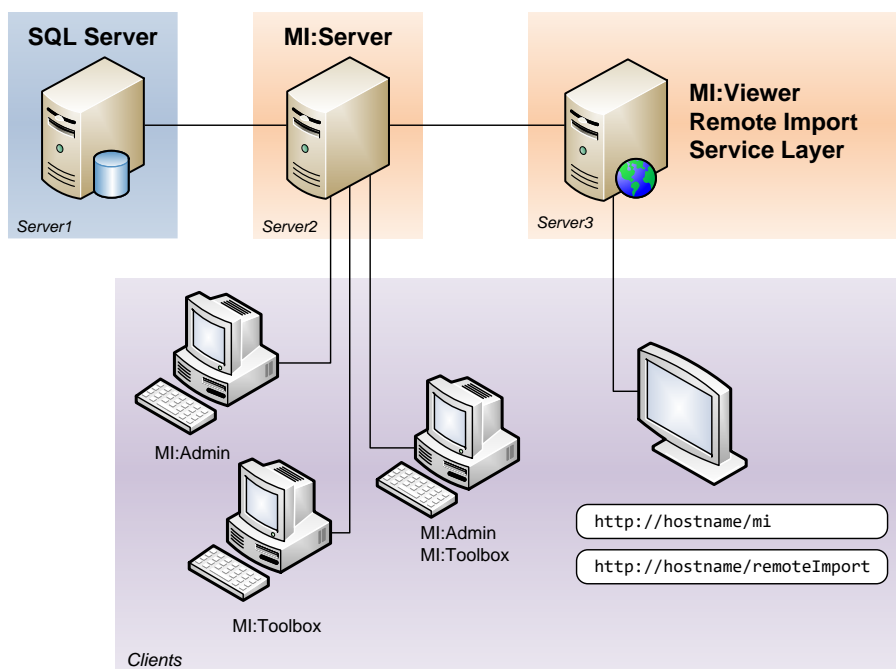 SQL Server
MI:Server
MI:Viewer
Remote Import
Service Layer
Server1
Server2
Server3
MI:Admin
MI:Admin
MI:Toolbox
MI:Toolbox
http://hostname/mi
http://hostname/remoteImport
Clients